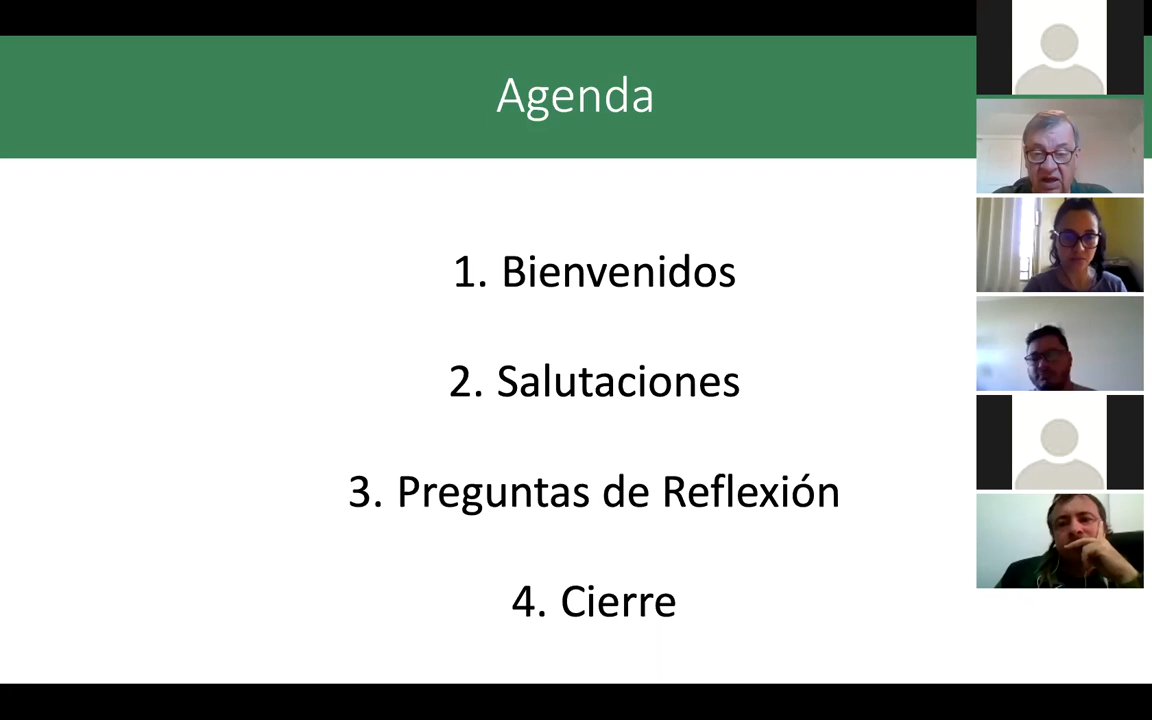 Agenda
1. Bienvenidos
2. Salutaciones
3. Preguntas de Reflexión
4. Cierre